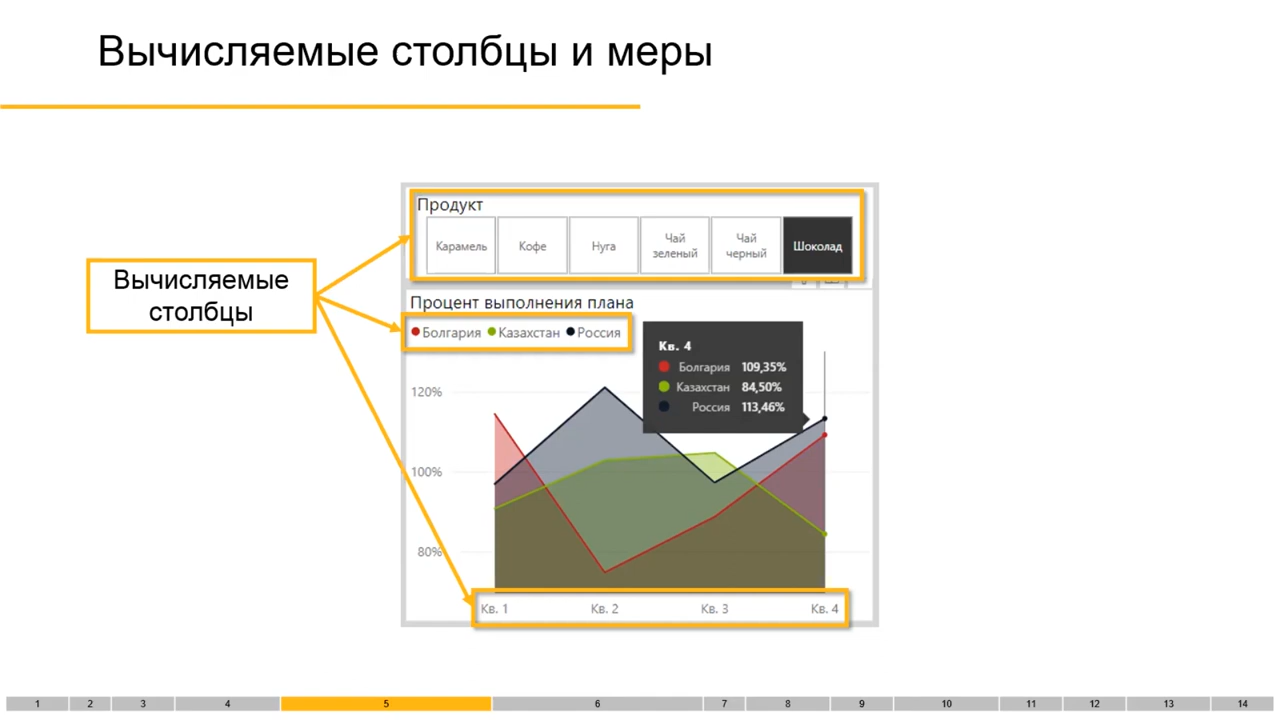 Вычисляемые столбцы и меры
Продукт
Карамель
Кофе
Нуга
Чай
зеленый
Чай
черный
Шоколад
Вычисляемые
столбцы
Процент выполнения плана
Болгария Казахстан Россия
Кв. 4
Болгария 109,35%
Казахстан 84,50%
Россия 113,46%
120%
100%
80%
Кв. 1 Кв. 2 Кв. 3 Кв. 4
1 2 3 4 5 6 7 8 9 10 11 12 13 14